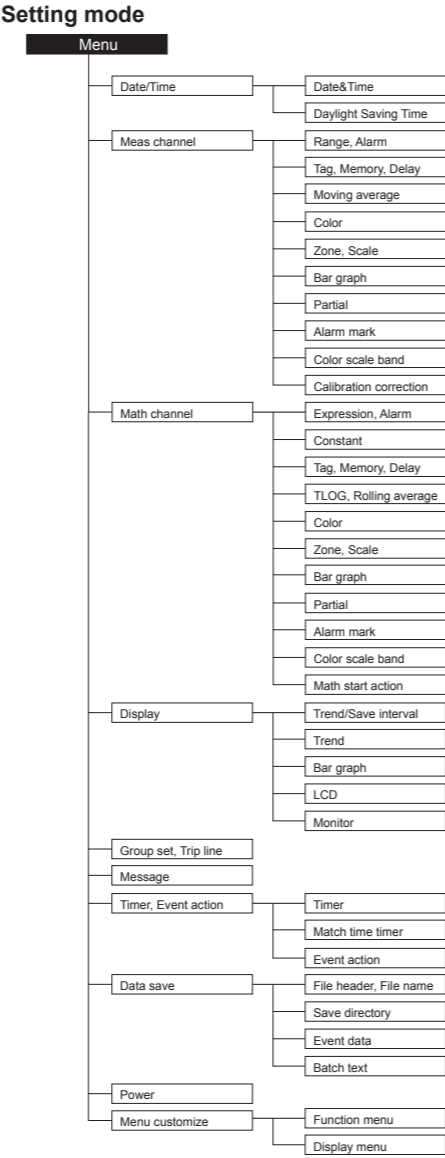 Setting mode
Menu
Date/Time
Date&Time
Daylight Saving Time
Meas channel
Range, Alarm
Tag, Memory, Delay
Moving average
Color
Zone, Scale
Bar graph
Partial
Alarm mark
Color scale band
Calibration correction
Math channel
Expression, Alarm
Constant
Tag, Memory, Delay
TLOG, Rolling average
Color
Zone, Scale
Bar graph
Partial
Alarm mark
Color scale band
Math start action
Display
Trend/Save interval
Trend
Bar graph
LCD
Monitor
Group set, Trip line
Message
Timer, Event action
Timer
Match time timer
Event action
Data save
File header, File name
Save directory
Event data
Batch text
Power
Menu customize
Function menu
Display menu